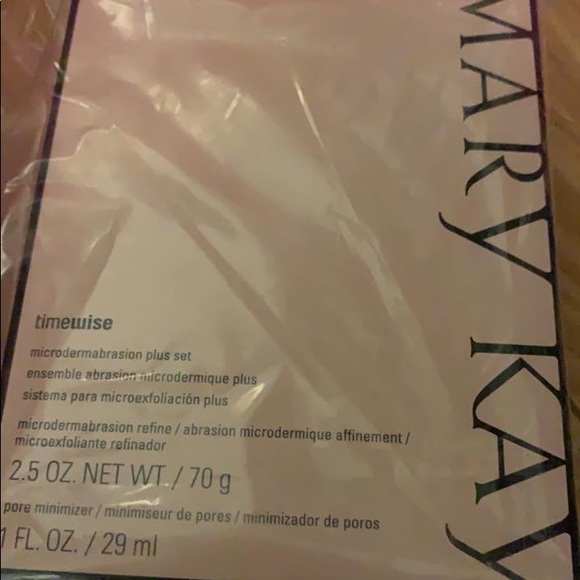 MARY KAY
timewise
microdermabrasion plus set
ensemble abrasion microdermique plus
sistema para microexfoliación plus
microdermabrasion refine / abrasion microdermique affinement /
microexfoliante refinador
2.5 OZ. NET WT. / 70 g
pore minimizer / minimiseur de pores / minimizador de poros
1 FL. OZ. / 29 ml